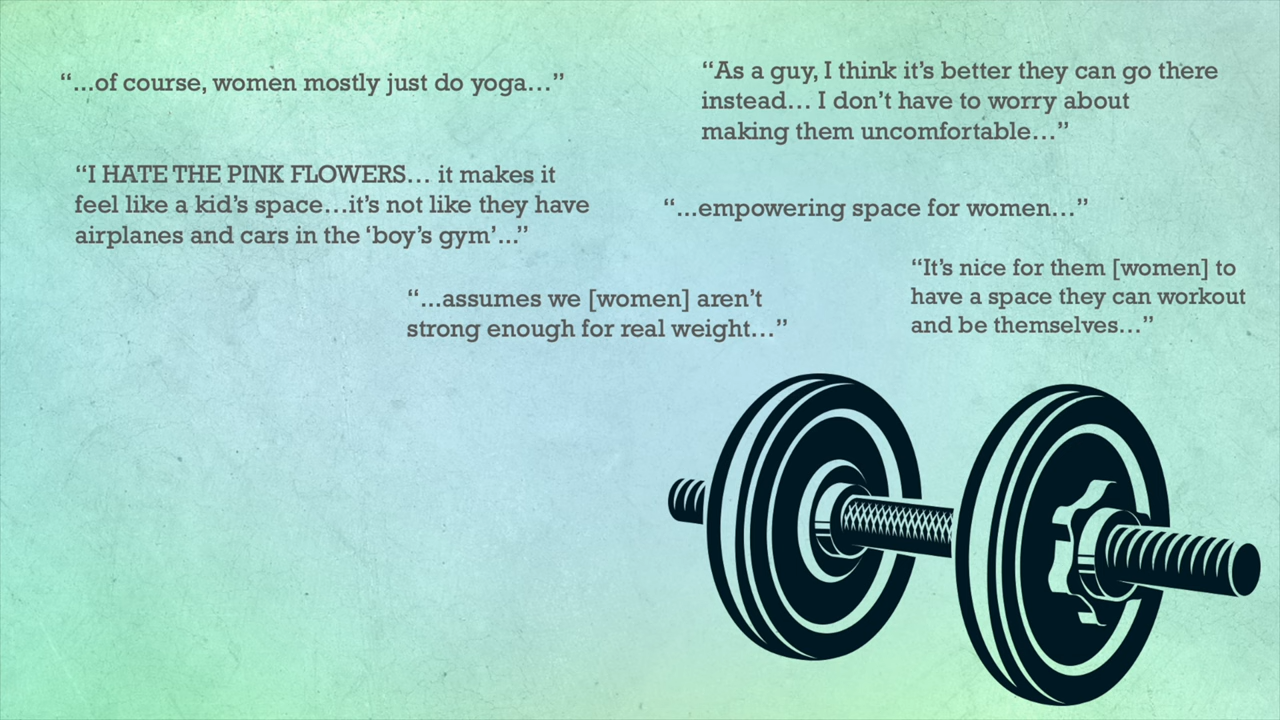 “...of course, women mostly just do yoga…”
“As a guy, I think it’s better they can go there
instead… I don’t have to worry about
making them uncomfortable…”
“I HATE THE PINK FLOWERS… it makes it
feel like a kid’s space…it’s not like they have
airplanes and cars in the ‘boy’s gym’...”
“...empowering space for women…”
“...assumes we [women] aren’t
strong enough for real weight…”
“It’s nice for them [women] to
have a space they can workout
and be themselves…”